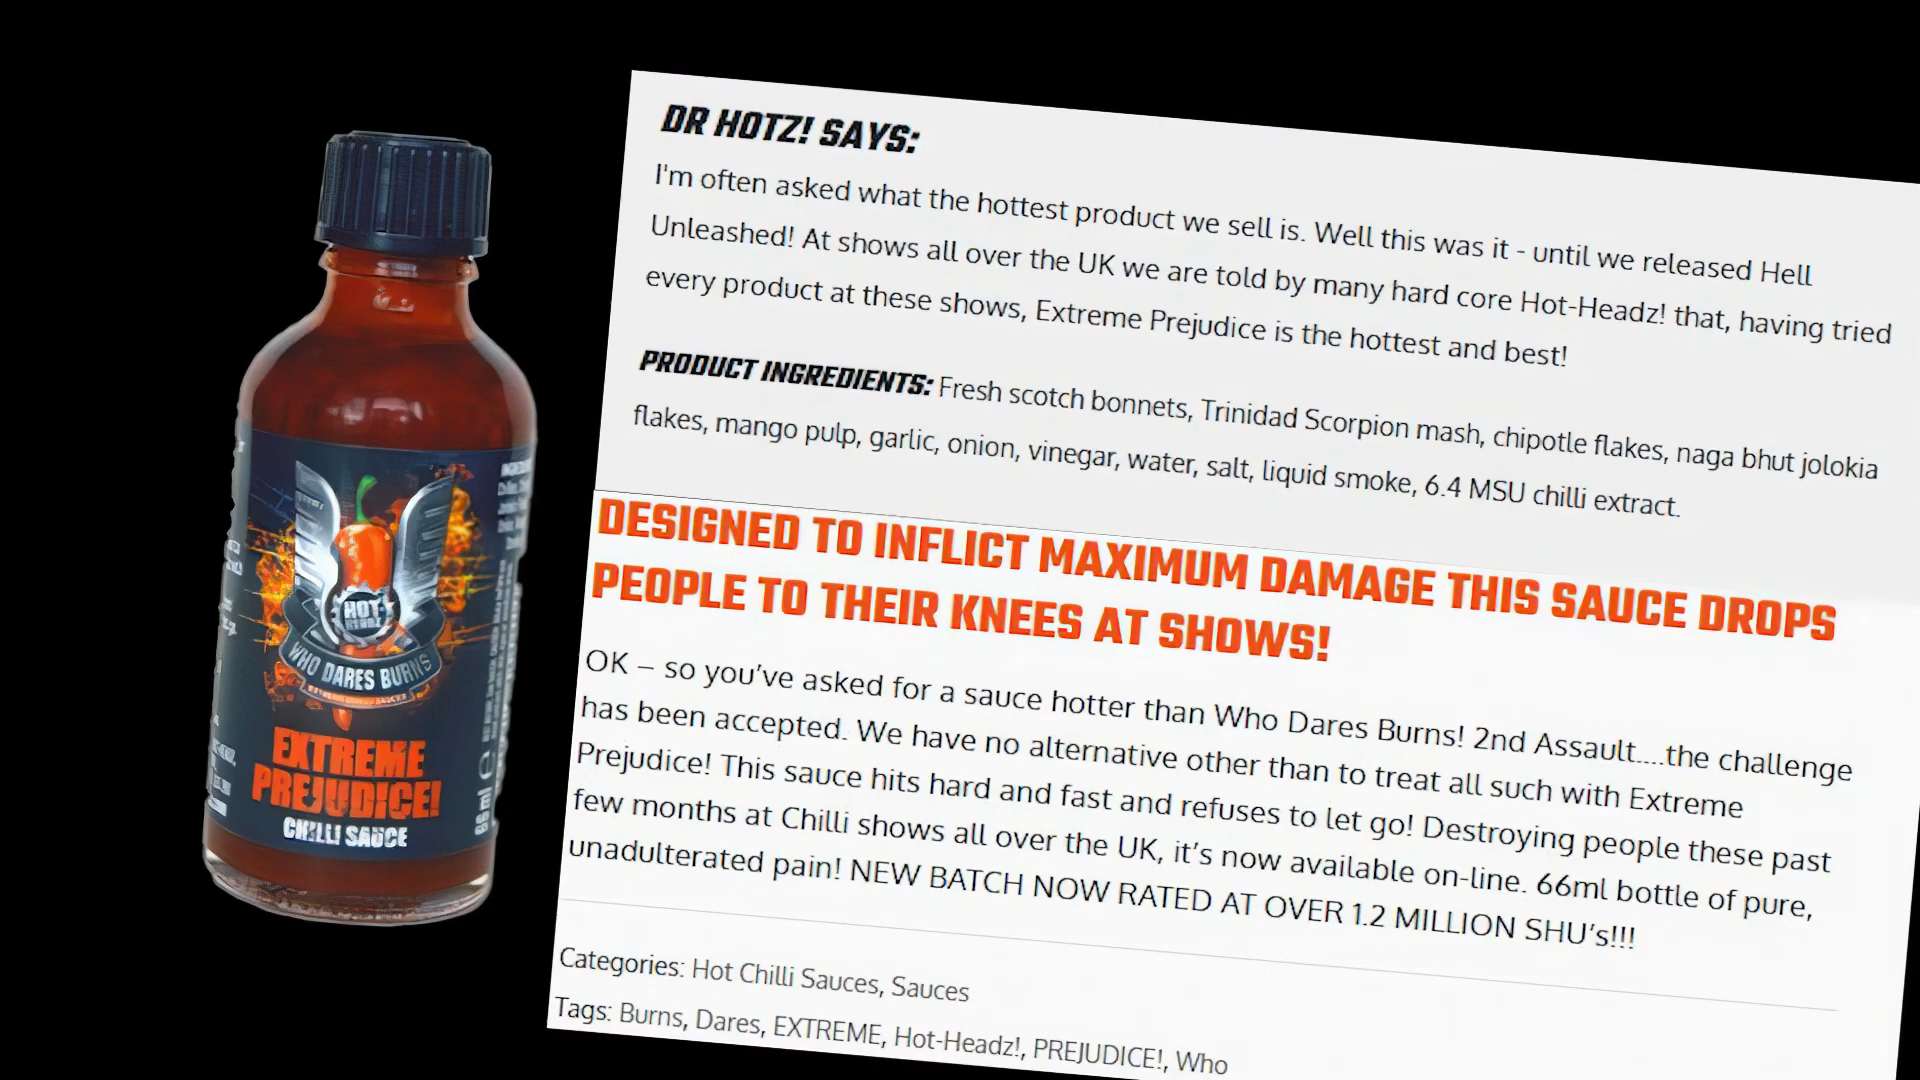 DR HOTZ! SAYS:
I'm often asked what the hottest product we sell is. Well this was it - until we released Hell
Unleashed! At shows all over the UK we are told by many hard core Hot-Headz! that, having tried
every product at these shows, Extreme Prejudice is the hottest and best!
PRODUCT INGREDIENTS: Fresh scotch bonnets, Trinidad Scorpion mash, chipotle flakes, naga bhut jolokia
flakes, mango pulp, garlic, onion, vinegar, water, salt, liquid smoke, 6.4 MSU chilli extract.
DESIGNED TO INFLICT MAXIMUM DAMAGE THIS SAUCE DROPS
PEOPLE TO THEIR KNEES AT SHOWS!
OK – so you’ve asked for a sauce hotter than Who Dares Burns! 2nd Assault....the challenge
has been accepted. We have no alternative other than to treat all such with Extreme
Prejudice! This sauce hits hard and fast and refuses to let go! Destroying people these past
few months at Chilli shows all over the UK, it’s now available on-line. 66ml bottle of pure,
unadulterated pain! NEW BATCH NOW RATED AT OVER 1.2 MILLION SHU’s!!!
Categories: Hot Chilli Sauces, Sauces
Tags: Burns, Dares, EXTREME, Hot-Headz!, PREJUDICE!, Who
HOT
HEADZ
WHO DARES BURNS
EXTREME
PREJUDICE!
CHILLI SAUCE
66ml e